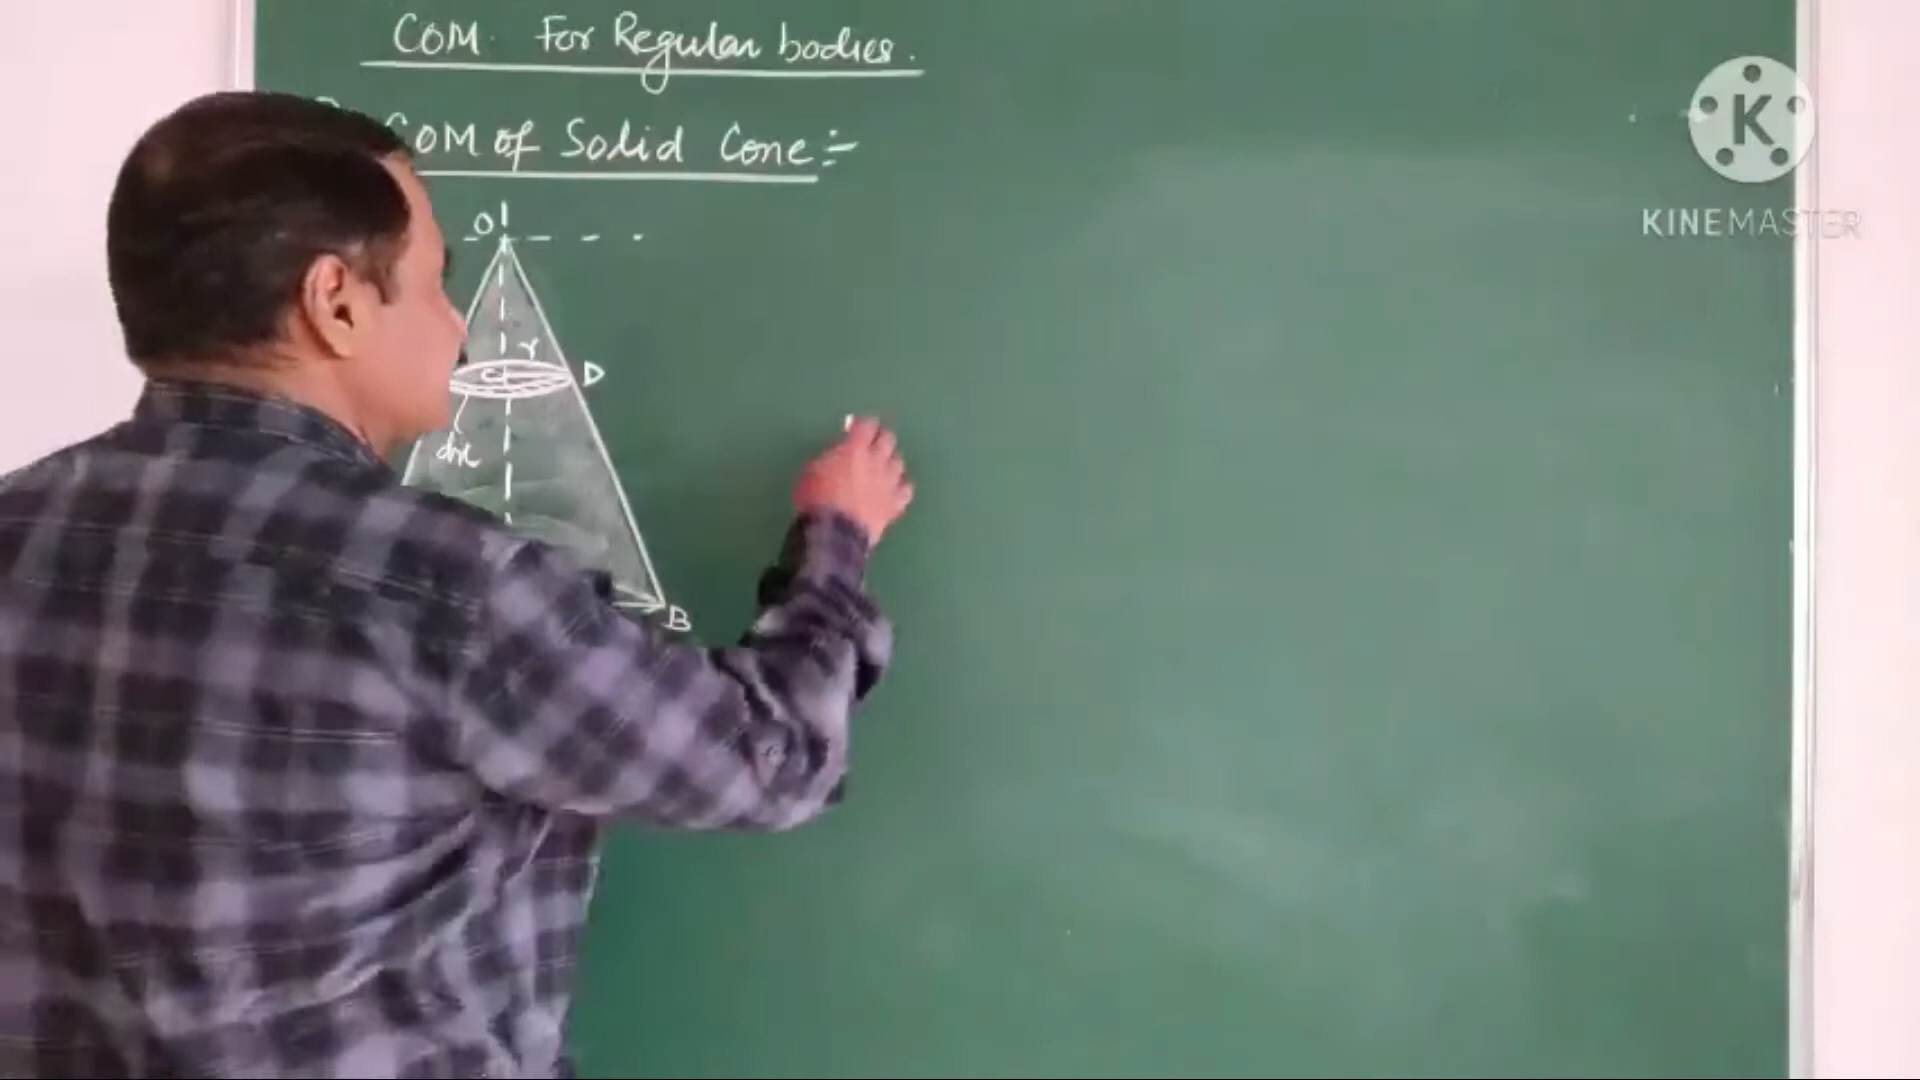 COM. For Regular bodies.
COM of Solid Cone :-
O
r
C
D
dx
B
K
KINEMASTER